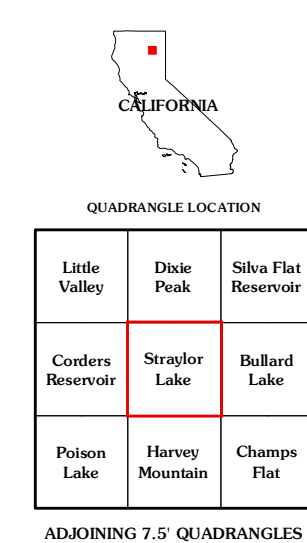 CALIFORNIA
QUADRANGLE LOCATION
Little Valley
Dixie Peak
Silva Flat Reservoir
Corders Reservoir
Straylor Lake
Bullard Lake
Poison Lake
Harvey Mountain
Champs Flat
ADJOINING 7.5' QUADRANGLES